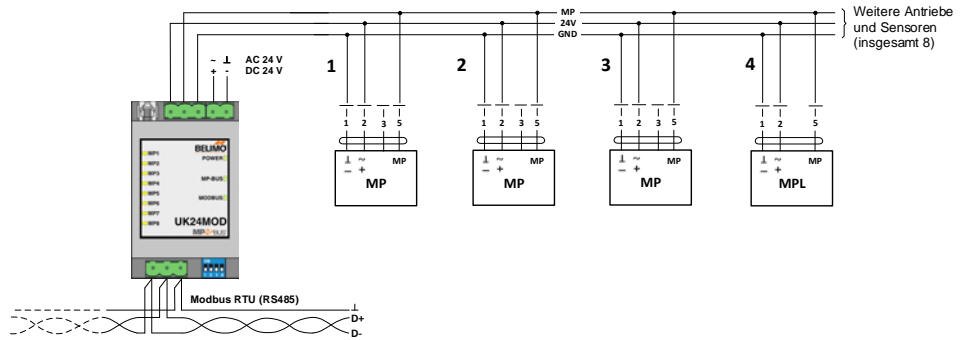 MP
24V
GND
Weitere Antriebe
und Sensoren
(insgesamt 8)
~ ⊥ AC 24 V
+ - DC 24 V
1
2
3
4
1 2 3 5
1 2 3 5
1 2 3 5
1 2 5
⊥ ~ MP
– +
MP
⊥ ~ MP
– +
MP
⊥ ~ MP
– +
MP
⊥ ~ MP
– +
MPL
BELIMO
POWER
MP1
MP2
MP3
MP4
MP5
MP6
MP7
MP8
MP-BUS
MODBUS
UK24MOD
MP BUS
Modbus RTU (RS485)
⊥
D+
D-